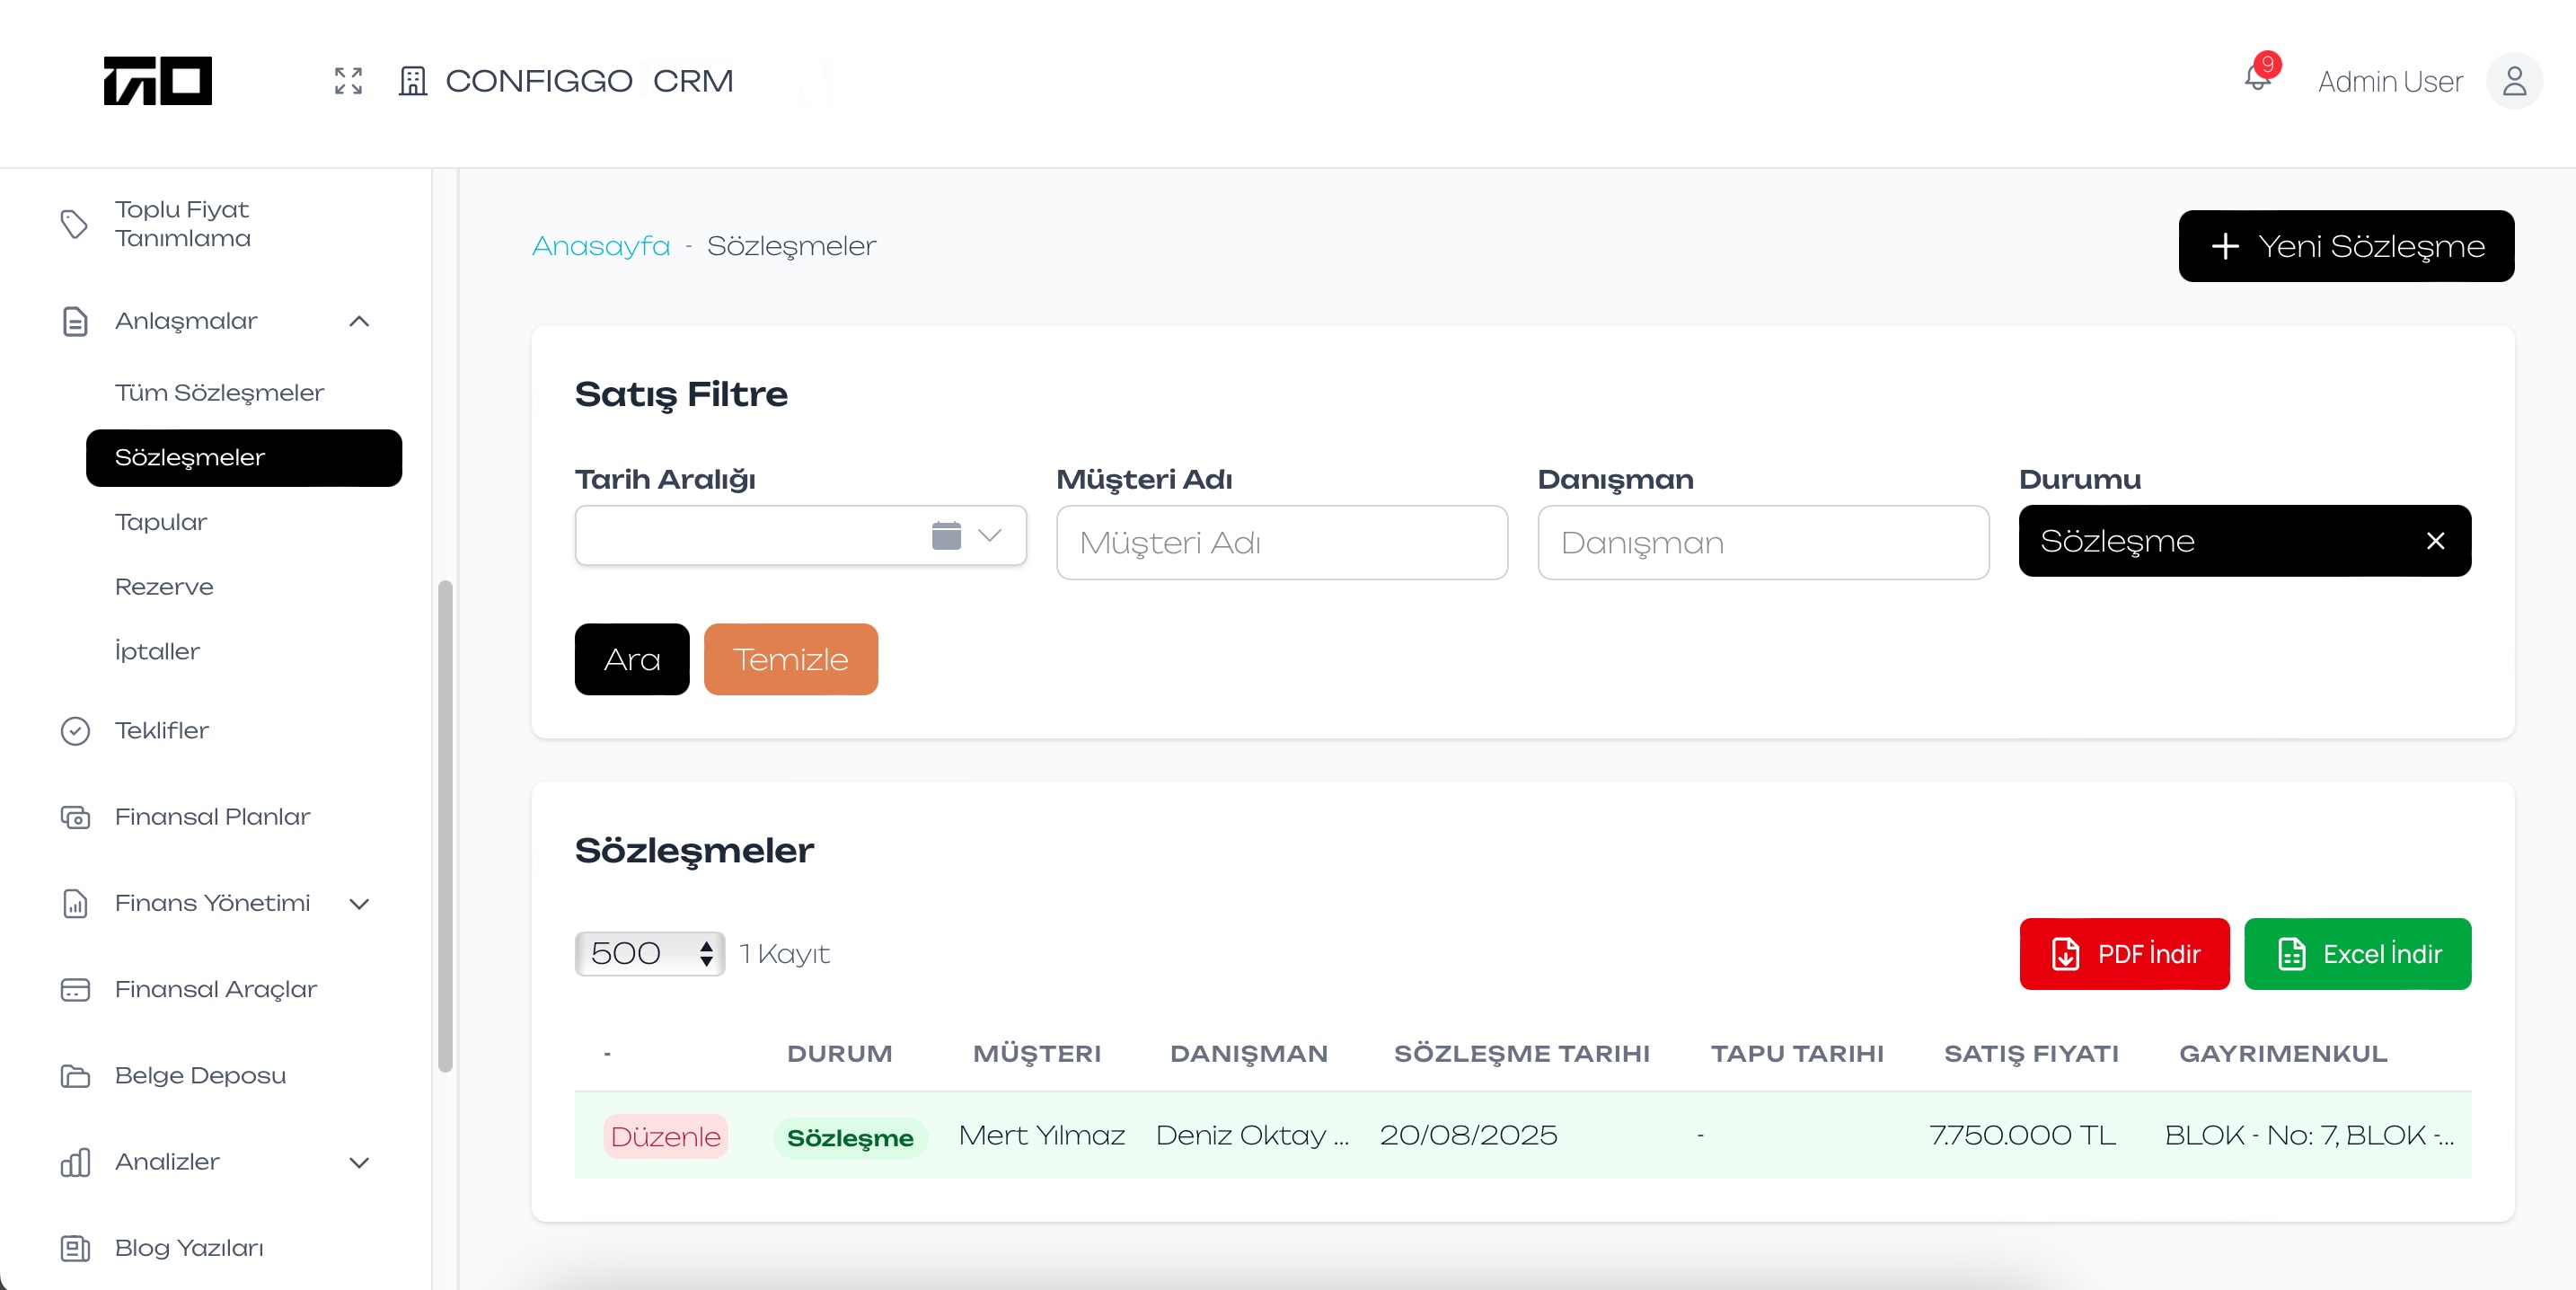 CONFIGGO CRM
9
Admin User
Toplu Fiyat
Tanımlama
Anlaşmalar
Tüm Sözleşmeler
Sözleşmeler
Tapular
Rezerve
İptaller
Teklifler
Finansal Planlar
Finans Yönetimi
Finansal Araçlar
Belge Deposu
Analizler
Blog Yazıları
Anasayfa - Sözleşmeler
+ Yeni Sözleşme
Satış Filtre
Tarih Aralığı Müşteri Adı Danışman Durumu
Müşteri Adı Danışman Sözleşme ×
Ara Temizle
Sözleşmeler
500 1 Kayıt PDF İndir Excel İndir
- DURUM MÜŞTERI DANIŞMAN SÖZLEŞME TARIHI TAPU TARIHI SATIŞ FIYATI GAYRIMENKUL
Düzenle Sözleşme Mert Yılmaz Deniz Oktay ... 20/08/2025 - 7.750.000 TL BLOK - No: 7, BLOK -...